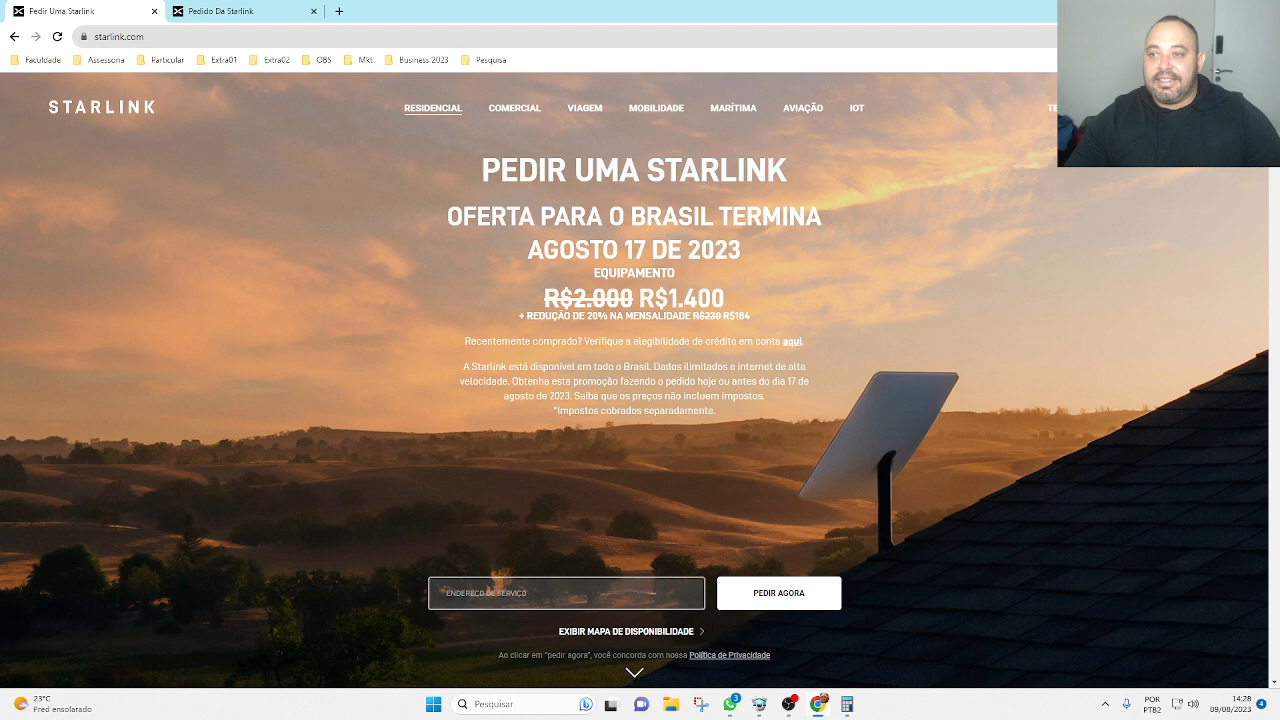 Pedir Uma Starlink
Pedido Da Starlink
starlink.com
Faculdade
Assessoria
Particular
Extra01
Extra02
OBS
Mkt
Business 2023
Pesquisa
STARLINK
RESIDENCIAL
COMERCIAL
VIAGEM
MOBILIDADE
MARÍTIMA
AVIAÇÃO
IOT
TE
PEDIR UMA STARLINK
OFERTA PARA O BRASIL TERMINA
AGOSTO 17 DE 2023
EQUIPAMENTO
R$2.000 R$1.400
+ REDUÇÃO DE 20% NA MENSALIDADE R$230 R$184
Recentemente comprado? Verifique a elegibilidade de crédito em conta aqui.
A Starlink está disponível em todo o Brasil. Dados ilimitados e internet de alta
velocidade. Obtenha esta promoção fazendo o pedido hoje ou antes do dia 17 de
agosto de 2023. Saiba que os preços não incluem impostos.
*Impostos cobrados separadamente.
ENDEREÇO DE SERVIÇO
PEDIR AGORA
EXIBIR MAPA DE DISPONIBILIDADE
Ao clicar em "pedir agora", você concorda com nossa Política de Privacidade
23°C
Pred ensolarado
Pesquisar
3
POR
PTB2
14:28
09/08/2023
4